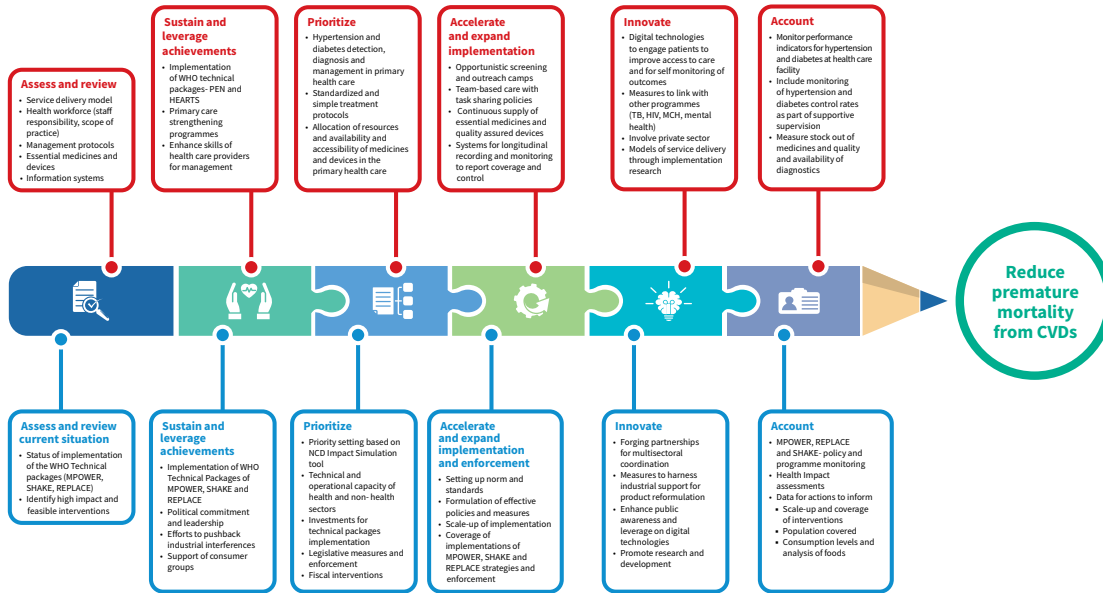 Assess and review
• Service delivery model
• Health workforce (staff
responsibility, scope of
practice)
• Management protocols
• Essential medicines and
devices
• Information systems
Sustain and
leverage
achievements
• Implementation
of WHO technical
packages- PEN and
HEARTS
• Primary care
strengthening
programmes
• Enhance skills of
health care providers
for management
Prioritize
• Hypertension and
diabetes detection,
diagnosis and
management in primary
health care
• Standardized and
simple treatment
protocols
• Allocation of resources
and availability and
accessibility of medicines
and devices in the
primary health care
Accelerate
and expand
implementation
• Opportunistic screening
and outreach camps
• Team-based care with
task sharing policies
• Continuous supply of
essential medicines and
quality assured devices
• Systems for longitudinal
recording and monitoring
to report coverage and
control
Innovate
• Digital technologies
to engage patients to
improve access to care
and for self monitoring of
outcomes
• Measures to link with
other programmes
(TB, HIV, MCH, mental
health)
• Involve private sector
• Models of service delivery
through implementation
research
Account
• Monitor performance
indicators for hypertension
and diabetes at health care
facility
• Include monitoring
of hypertension and
diabetes control rates
as part of supportive
supervision
• Measure stock out of
medicines and quality
and availability of
diagnostics
Reduce
premature
mortality
from CVDs
Assess and review
current situation
• Status of implementation
of the WHO Technical
packages (MPOWER,
SHAKE, REPLACE)
• Identify high impact and
feasible interventions
Sustain and
leverage
achievements
• Implementation of WHO
Technical Packages of
MPOWER, SHAKE and
REPLACE
• Political commitment
and leadership
• Efforts to pushback
industrial interferences
• Support of consumer
groups
Prioritize
• Priority setting based on
NCD Impact Simulation
tool
• Technical and
operational capacity of
health and non- health
sectors
• Investments for
technical packages
implementation
• Legislative measures and
enforcement
• Fiscal interventions
Accelerate
and expand
implementation
and enforcement
• Setting up norm and
standards
• Formulation of effective
policies and measures
• Scale-up of implementation
• Coverage of
implementations of
MPOWER, SHAKE and
REPLACE strategies and
enforcement
Innovate
• Forging partnerships
for multisectoral
coordination
• Measures to harness
industrial support for
product reformulation
• Enhance public
awareness and
leverage on digital
technologies
• Promote research and
development
Account
• MPOWER, REPLACE
and SHAKE- policy and
programme monitoring
• Health Impact
assessments
• Data for actions to inform
▪ Scale-up and coverage
of interventions
▪ Population covered
▪ Consumption levels and
analysis of foods